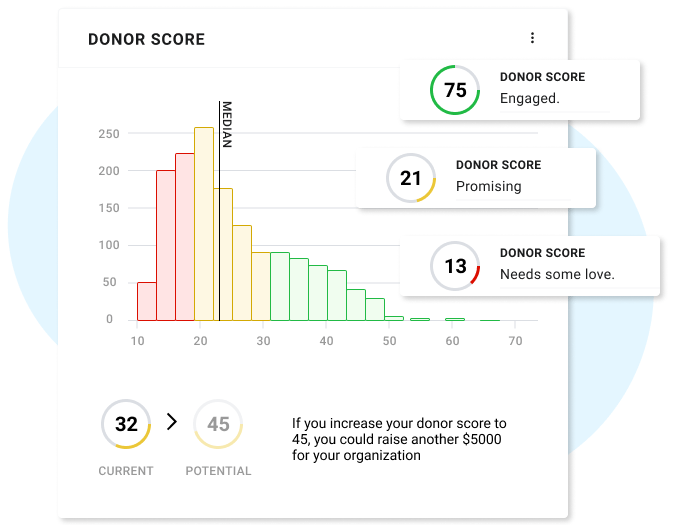 DONOR SCORE
75
DONOR SCORE
Engaged.
MEDIAN
250
200
150
100
50
0
10 20 30 40 50 60 70
21
DONOR SCORE
Promising
13
DONOR SCORE
Needs some love.
32 > 45
CURRENT POTENTIAL
If you increase your donor score to
45, you could raise another $5000
for your organization